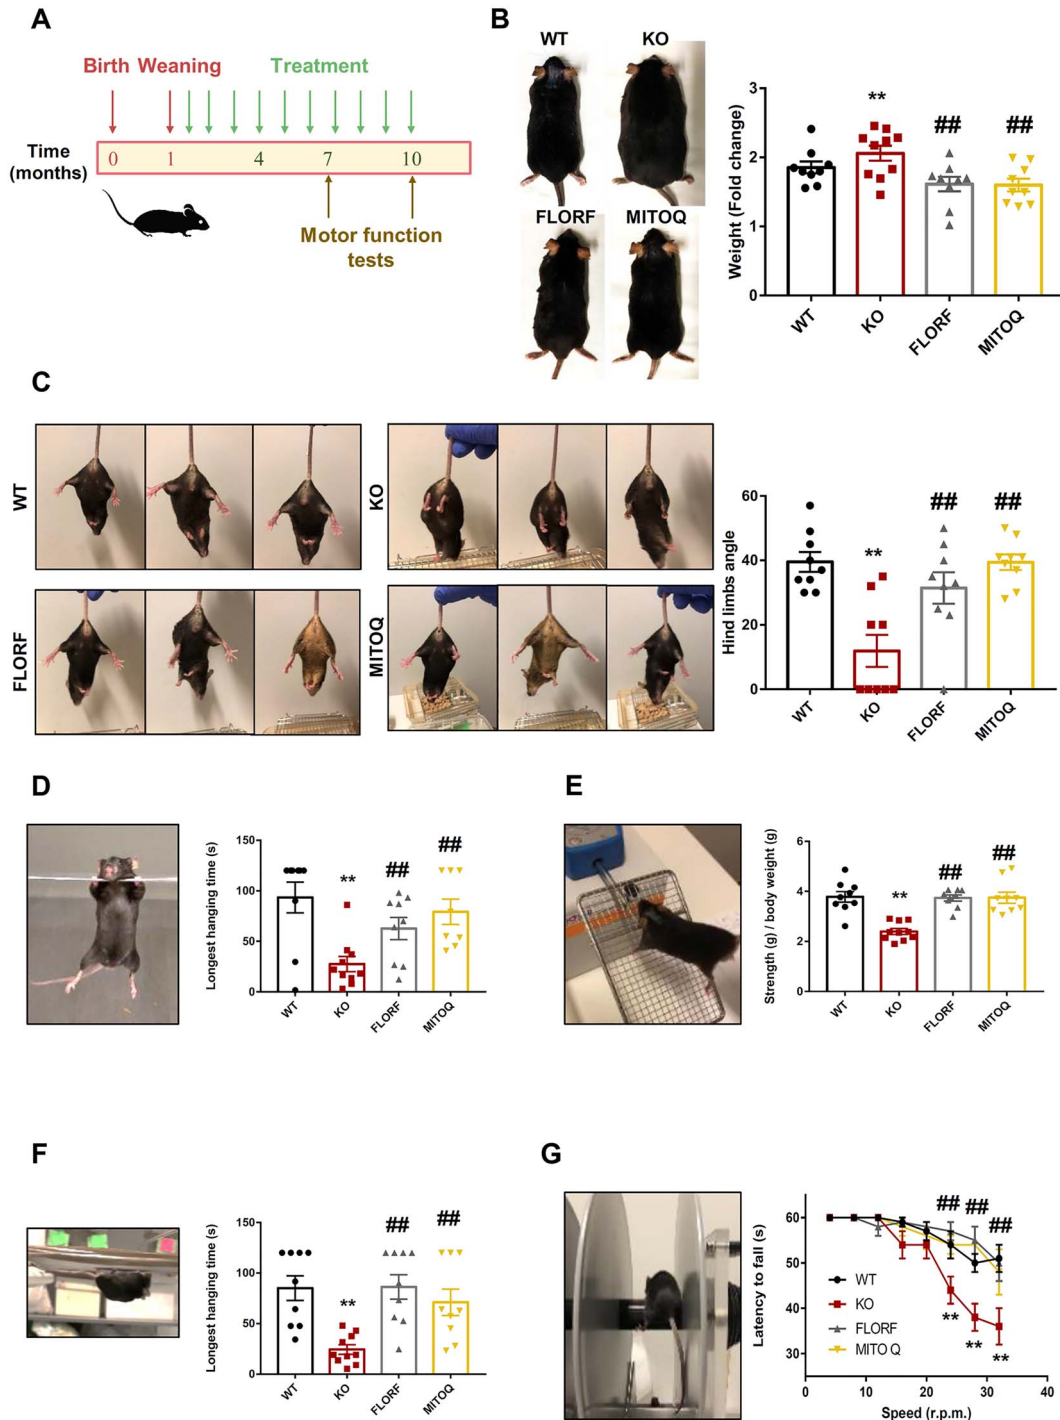 A
Birth Weaning Treatment
Time
(months)
0 1 4 7 10
Motor function
tests
B
WT KO
FLORF MITOQ
Weight (Fold change)
3
2
1
0
** ## ##
WT KO FLORF MITOQ
C
WT
KO
FLORF
MITOQ
Hind limbs angle
60
40
20
0
** ## ##
WT KO FLORF MITOQ
D
Longest hanging time (s)
150
100
50
0
** ## ##
WT KO FLORF MITOQ
E
Strength (g) / body weight (g)
6
4
2
0
** ## ##
WT KO FLORF MITOQ
F
Longest hanging time (s)
150
100
50
0
** ## ##
WT KO FLORF MITOQ
G
Latency to fall (s)
60
50
40
30
## ## ##
WT
KO
FLORF
MITO Q
** ** **
0 10 20 30 40
Speed (r.p.m.)